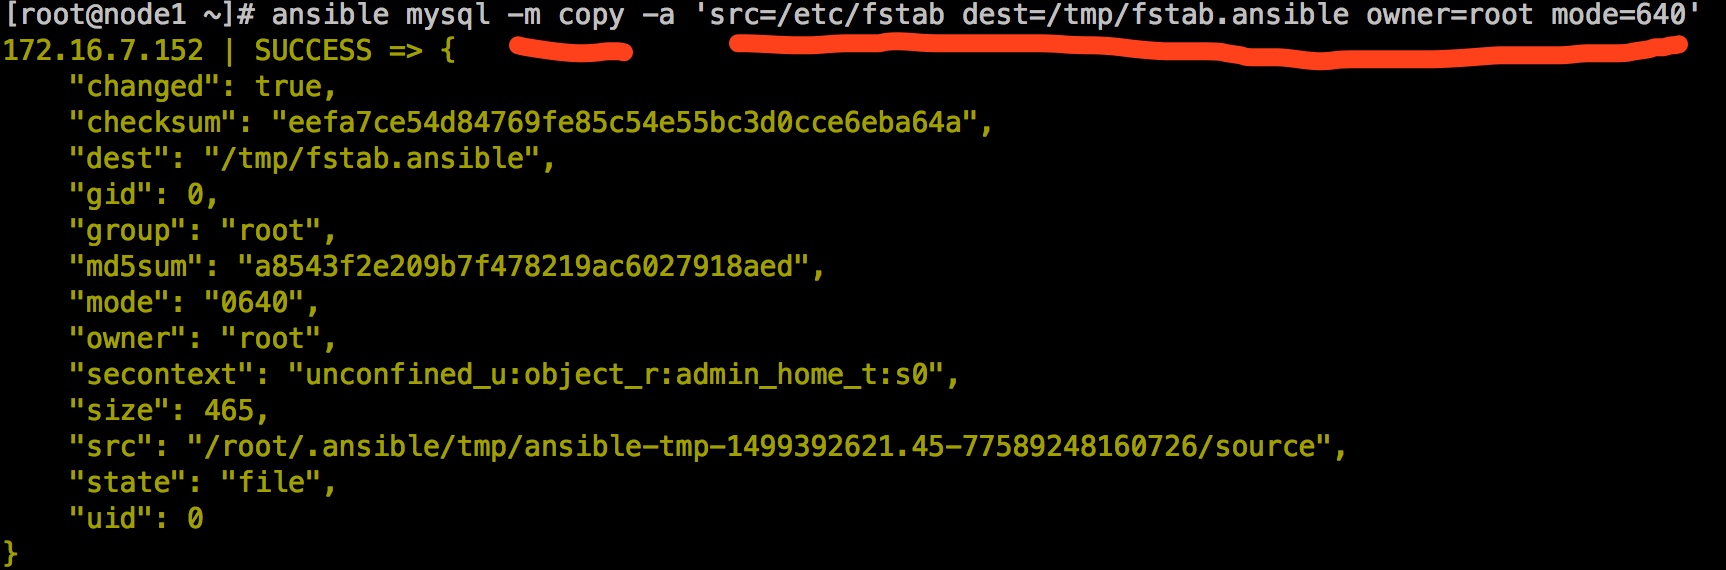 [root@node1 ~]# ansible mysql -m copy -a 'src=/etc/fstab dest=/tmp/fstab.ansible owner=root mode=640'
172.16.7.152 | SUCCESS => {
    "changed": true,
    "checksum": "eefa7ce54d84769fe85c54e55bc3d0cce6eba64a",
    "dest": "/tmp/fstab.ansible",
    "gid": 0,
    "group": "root",
    "md5sum": "a8543f2e209b7f478219ac6027918aed",
    "mode": "0640",
    "owner": "root",
    "secontext": "unconfined_u:object_r:admin_home_t:s0",
    "size": 465,
    "src": "/root/.ansible/tmp/ansible-tmp-1499392621.45-77589248160726/source",
    "state": "file",
    "uid": 0
}